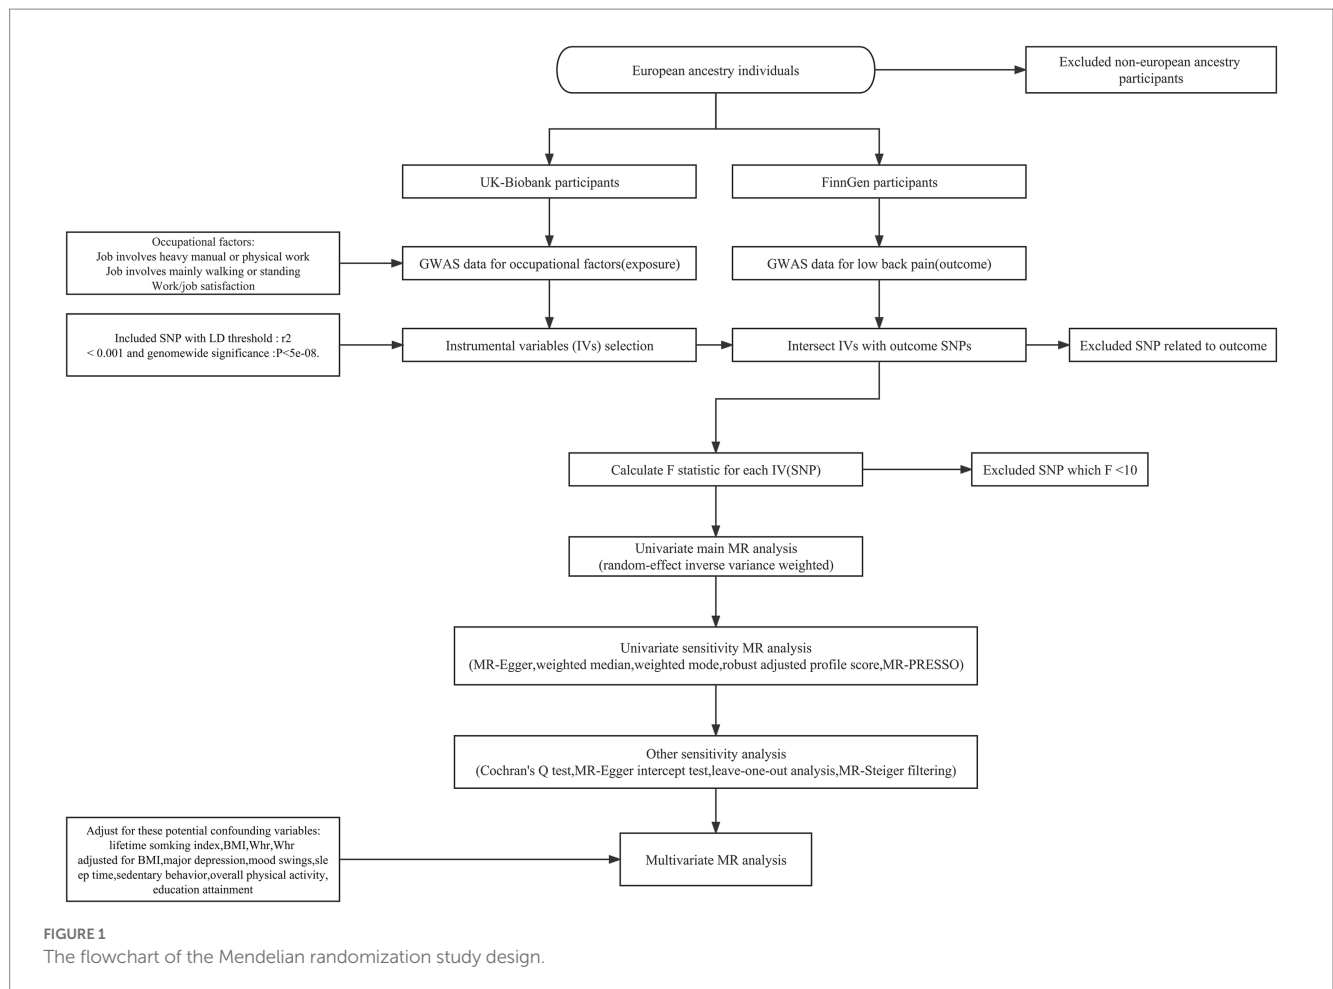 European ancestry individuals
Excluded non-european ancestry
participants
UK-Biobank participants
FinnGen participants
Occupational factors:
Job involves heavy manual or physical work
Job involves mainly walking or standing
Work/job satisfaction
GWAS data for occupational factors(exposure)
GWAS data for low back pain(outcome)
Included SNP with LD threshold : r2
< 0.001 and genomewide significance :P<5e-08.
Instrumental variables (IVs) selection
Intersect IVs with outcome SNPs
Excluded SNP related to outcome
Calculate F statistic for each IV(SNP)
Excluded SNP which F <10
Univariate main MR analysis
(random-effect inverse variance weighted)
Univariate sensitivity MR analysis
(MR-Egger,weighted median,weighted mode,robust adjusted profile score,MR-PRESSO)
Other sensitivity analysis
(Cochran's Q test,MR-Egger intercept test,leave-one-out analysis,MR-Steiger filtering)
Adjust for these potential confounding variables:
lifetime somking index,BMI,Whr,Whr
adjusted for BMI,major depression,mood swings,sle
ep time,sedentary behavior,overall physical activity,
education attainment
Multivariate MR analysis
FIGURE 1
The flowchart of the Mendelian randomization study design.